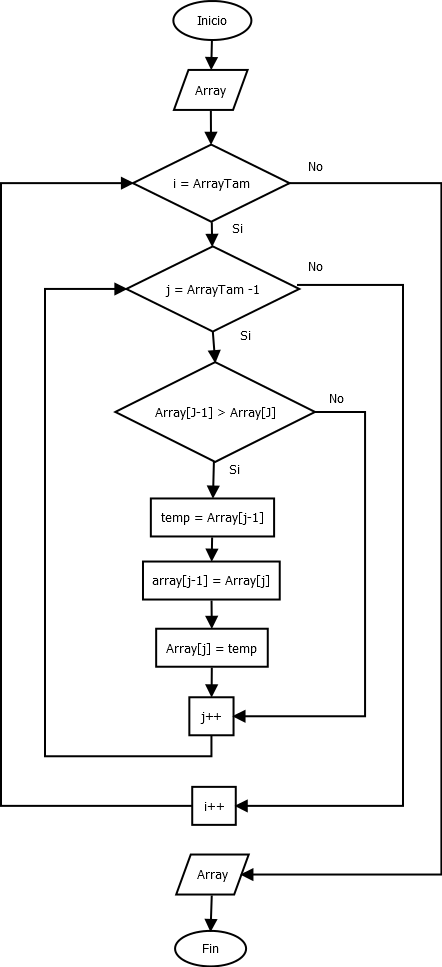 Inicio
Array
i = ArrayTam
No
Si
j = ArrayTam -1
No
Si
Array[J-1] > Array[J]
No
Si
temp = Array[j-1]
array[j-1] = Array[j]
Array[j] = temp
j++
i++
Array
Fin